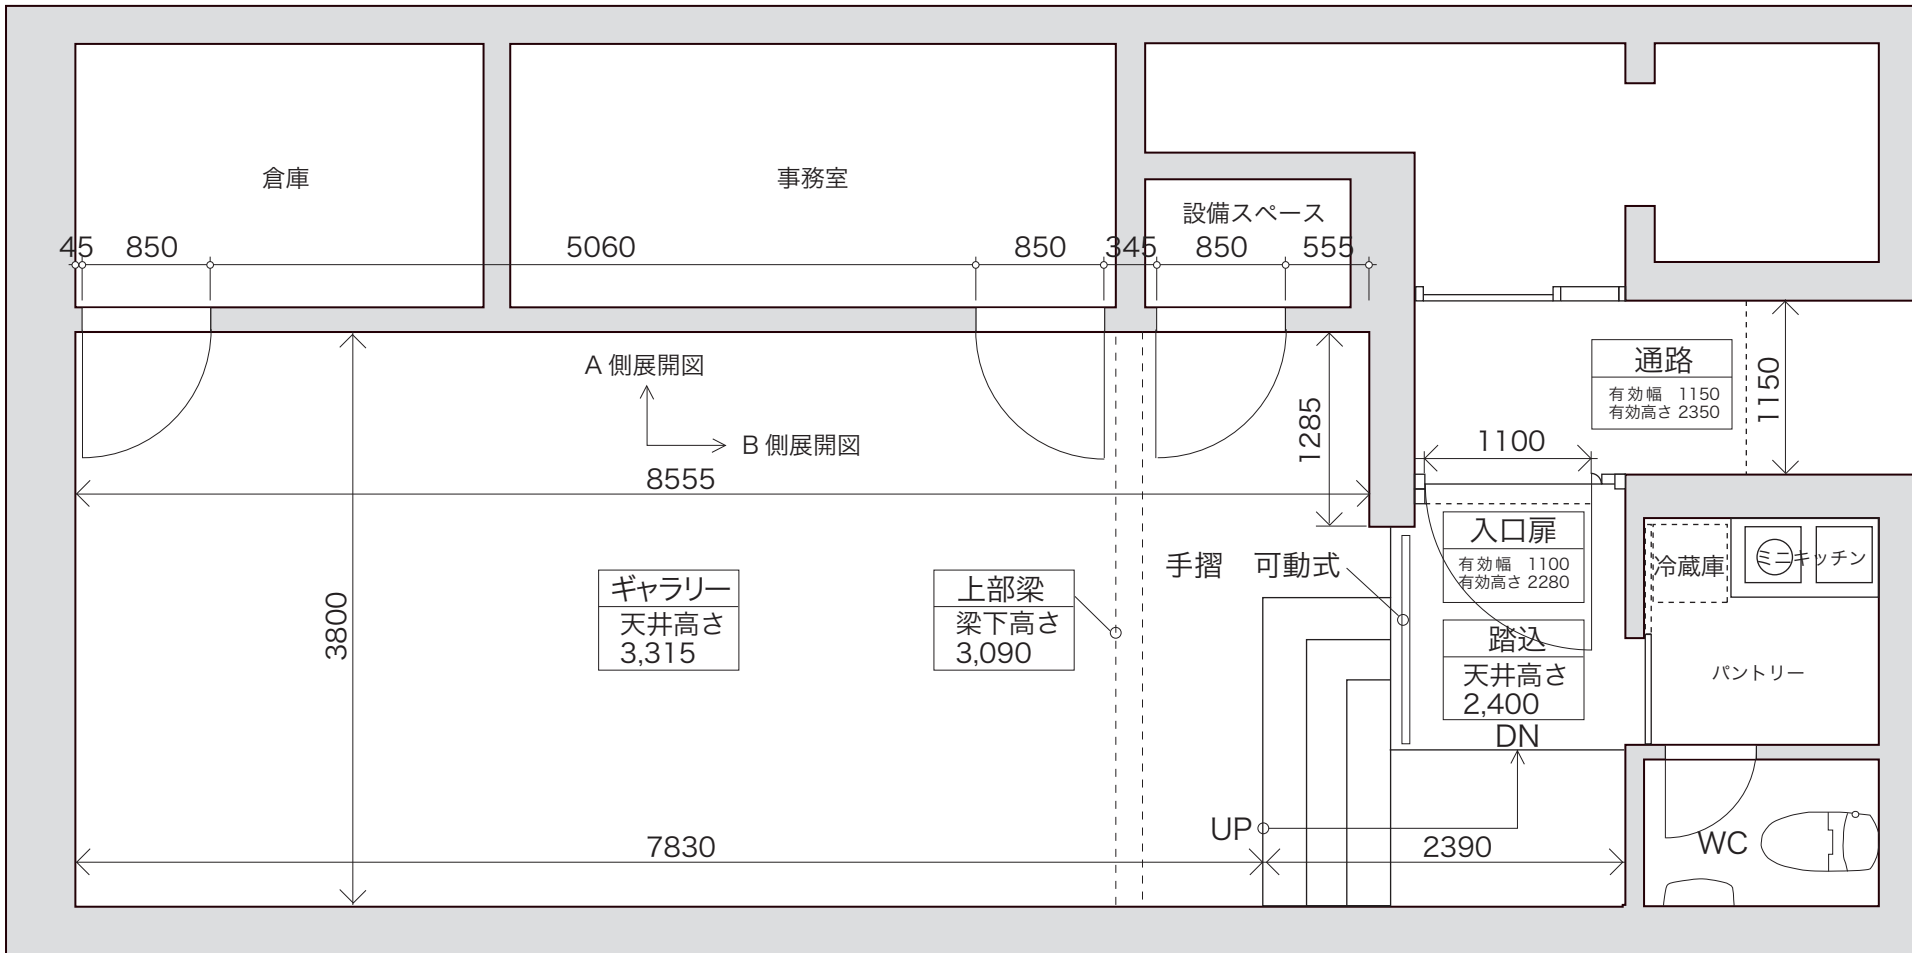 倉庫
事務室
設備スペース
45
850
5060
850
345
850
555
A 側展開図
B 側展開図
8555
1285
1100
通路
有効幅 1150
有効高さ 2350
1150
入口扉
有効幅 1100
有効高さ 2280
手摺 可動式
冷蔵庫
ミニキッチン
3800
ギャラリー
天井高さ
3,315
上部梁
梁下高さ
3,090
踏込
天井高さ
2,400
DN
パントリー
UP
7830
2390
WC